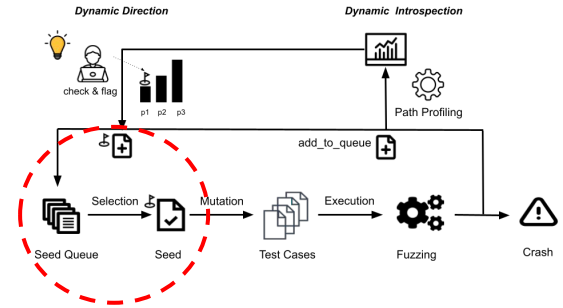 Dynamic Direction
Dynamic Introspection
check & flag
p1 p2 p3
Path Profiling
add_to_queue
Selection
Mutation
Execution
Seed Queue
Seed
Test Cases
Fuzzing
Crash